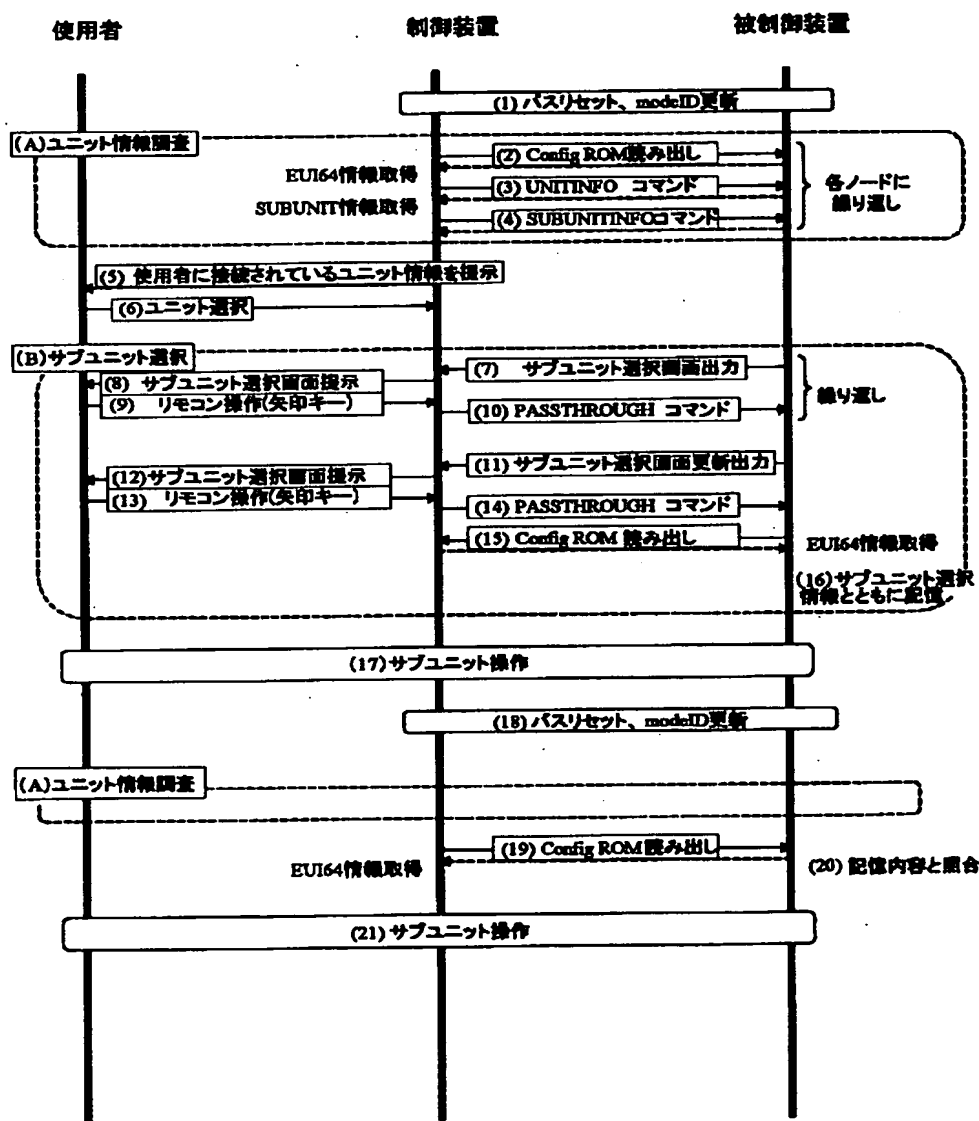 使用者
制御装置
被制御装置
(1) バスリセット、modeID更新
(A)ユニット情報調査
(2) Config ROM読み出し
EUI64情報取得
(3) UNITINFO コマンド
各ノードに
繰り返し
SUBUNIT情報取得
(4) SUBUNITINFOコマンド
(5) 使用者に接続されているユニット情報を提示
(6)ユニット選択
(B)サブユニット選択
(7) サブユニット選択画面出力
(8) サブユニット選択画面提示
(9) リモコン操作(矢印キー)
繰り返し
(10) PASSTHROUGH コマンド
(11)サブユニット選択画面更新出力
(12)サブユニット選択画面提示
(13) リモコン操作(矢印キー)
(14) PASSTHROUGH コマンド
(15) Config ROM 読み出し
EUI64情報取得
(16)サブユニット選択
情報とともに記憶
(17)サブユニット操作
(18) バスリセット、modeID更新
(A)ユニット情報調査
(19) Config ROM読み出し
EUI64情報取得
(20) 記憶内容と照合
(21) サブユニット操作